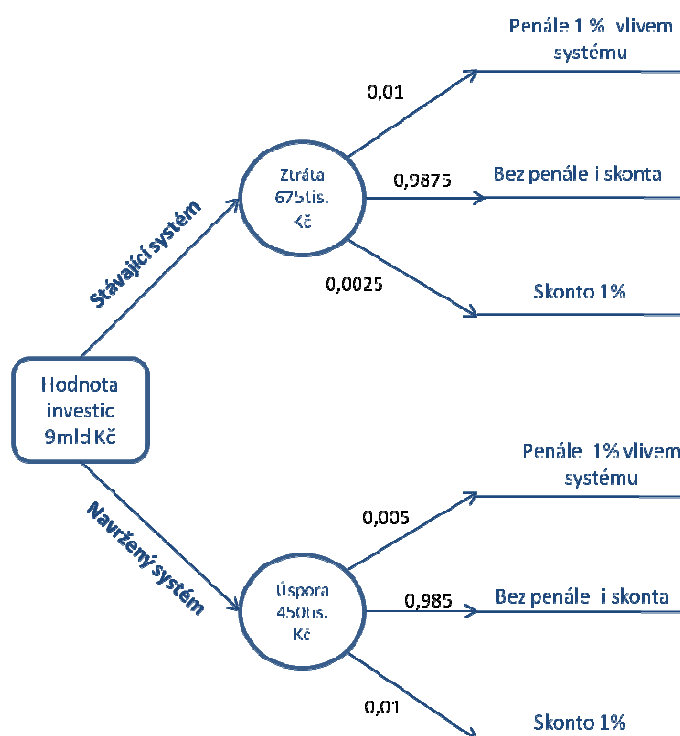 Penále 1 % vlivem
systému
0,01
Ztráta
675tis.
Kč
0,9875
Bez penále i skonta
Stávající systém
0,0025
Skonto 1%
Hodnota
investic
9mld Kč
Penále 1% vlivem
systému
Navržený systém
0,005
Úspora
450tis.
Kč
0,985
Bez penále i skonta
0,01
Skonto 1%